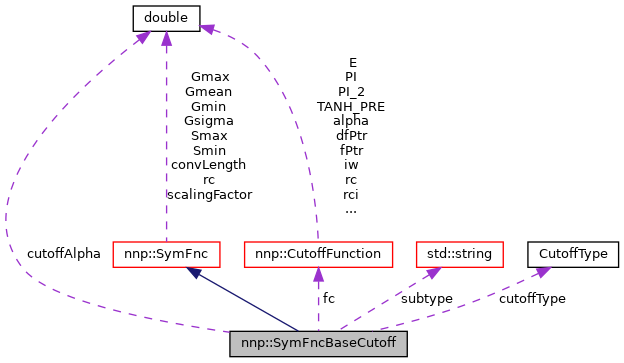 double
Gmax
Gmean
Gmin
Gsigma
Smax
Smin
convLength
rc
scalingFactor
E
PI
PI_2
TANH_PRE
alpha
dfPtr
fPtr
iw
rc
rci
...
cutoffAlpha
nnp::SymFnc
nnp::CutoffFunction
std::string
CutoffType
fc
subtype
cutoffType
nnp::SymFncBaseCutoff